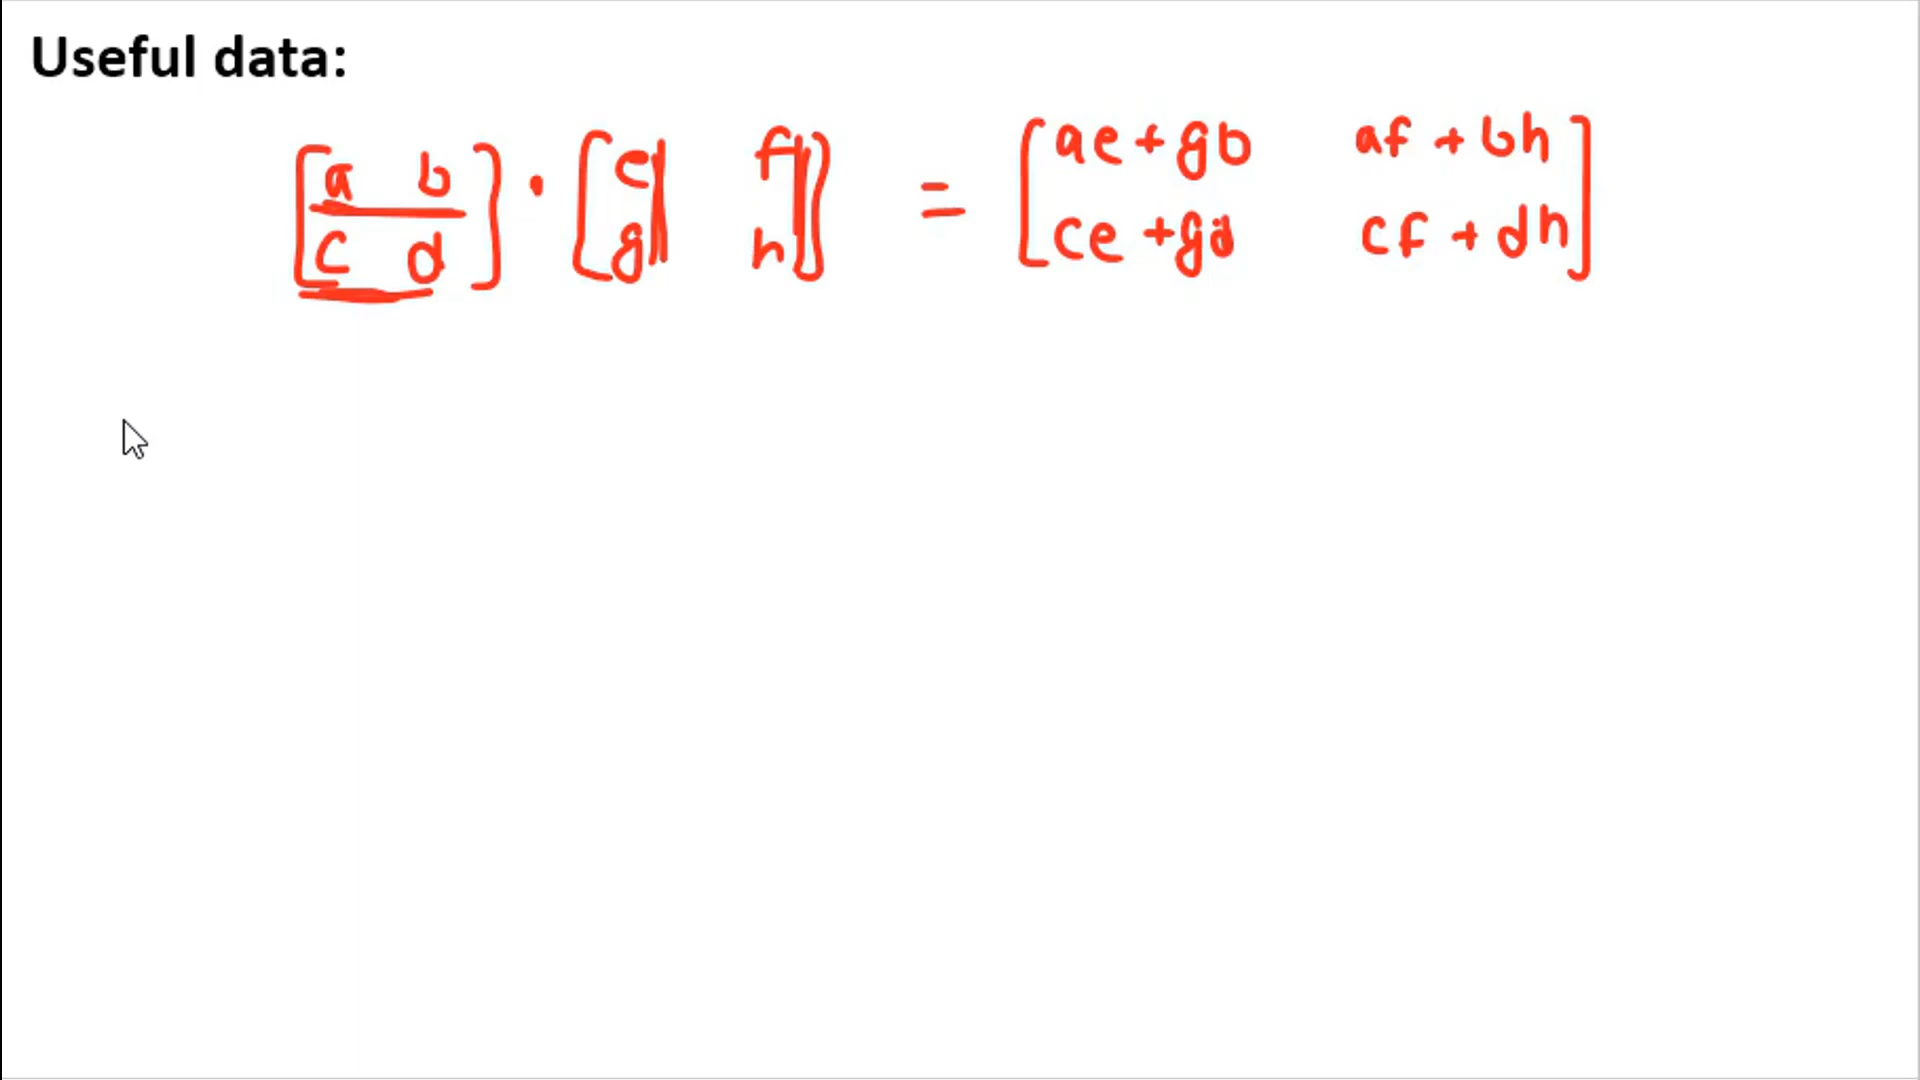 Useful data:
[a b] · [e f] = [ae+gb af+bh]
[c d] [g h] [ce+gd cf+dh]